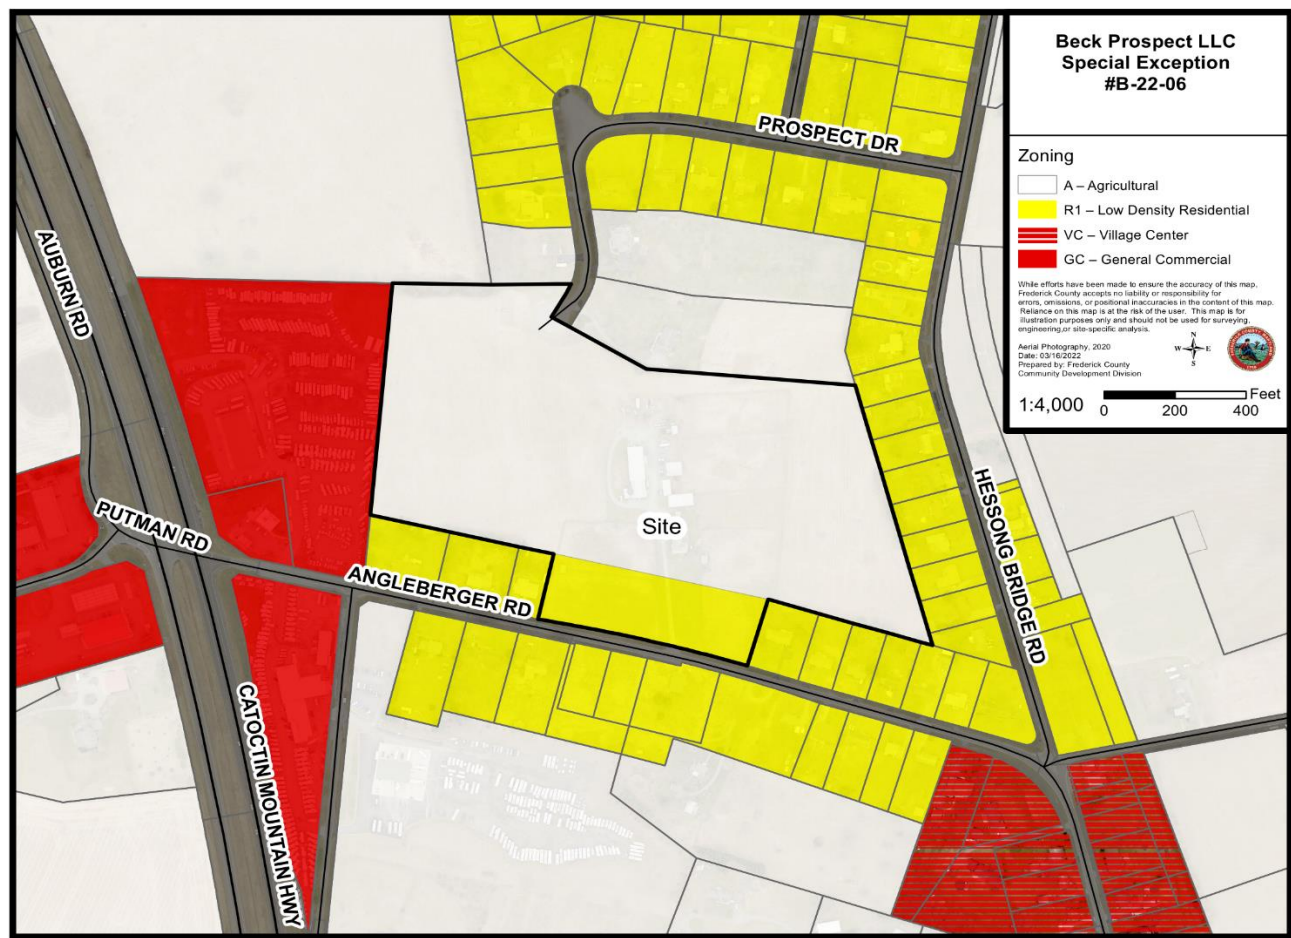 Beck Prospect LLC
Special Exception
#B-22-06
Zoning
A – Agricultural
R1 – Low Density Residential
VC – Village Center
GC – General Commercial
While efforts have been made to ensure the accuracy of this map,
Frederick County accepts no liability or responsibility for
errors, omissions, or positional inaccuracies in the content of this map.
Reliance on this map is at the risk of the user. This map is for
illustration purposes only and should not be used for surveying,
engineering,or site-specific analysis.
Aerial Photography, 2020
Date: 03/16/2022
Prepared by: Frederick County
Community Development Division
N
W E
S
1:4,000
Feet
0 200 400
PROSPECT DR
AUBURN RD
PUTMAN RD
ANGLEBERGER RD
Site
HESSONG BRIDGE RD
CATOCTIN MOUNTAIN HWY